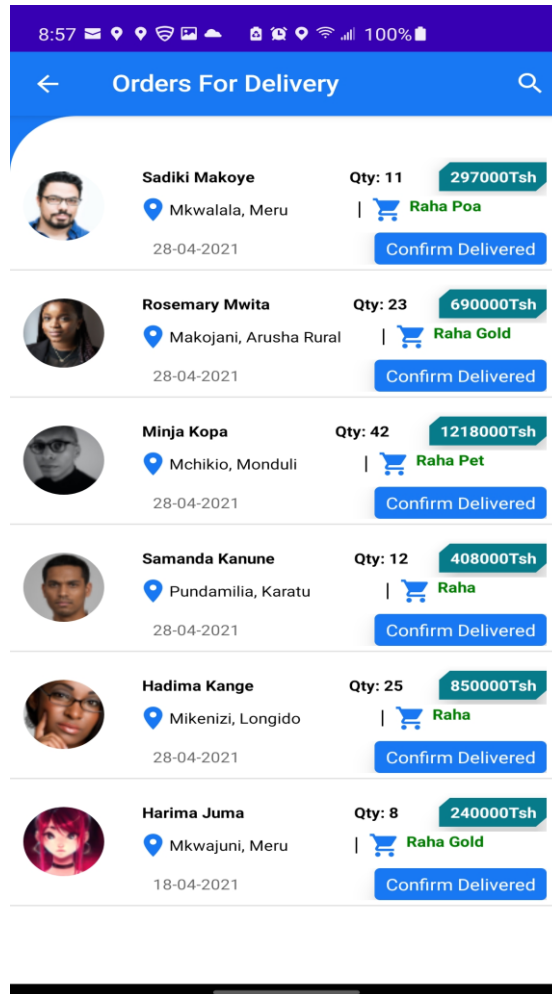 8:57 100%
Orders For Delivery
Sadiki Makoye Qty: 11 297000Tsh
Mkwalala, Meru | Raha Poa
28-04-2021 Confirm Delivered
Rosemary Mwita Qty: 23 690000Tsh
Makojani, Arusha Rural | Raha Gold
28-04-2021 Confirm Delivered
Minja Kopa Qty: 42 1218000Tsh
Mchikio, Monduli | Raha Pet
28-04-2021 Confirm Delivered
Samanda Kanune Qty: 12 408000Tsh
Pundamilia, Karatu | Raha
28-04-2021 Confirm Delivered
Hadima Kange Qty: 25 850000Tsh
Mikenizi, Longido | Raha
28-04-2021 Confirm Delivered
Harima Juma Qty: 8 240000Tsh
Mkwajuni, Meru | Raha Gold
18-04-2021 Confirm Delivered